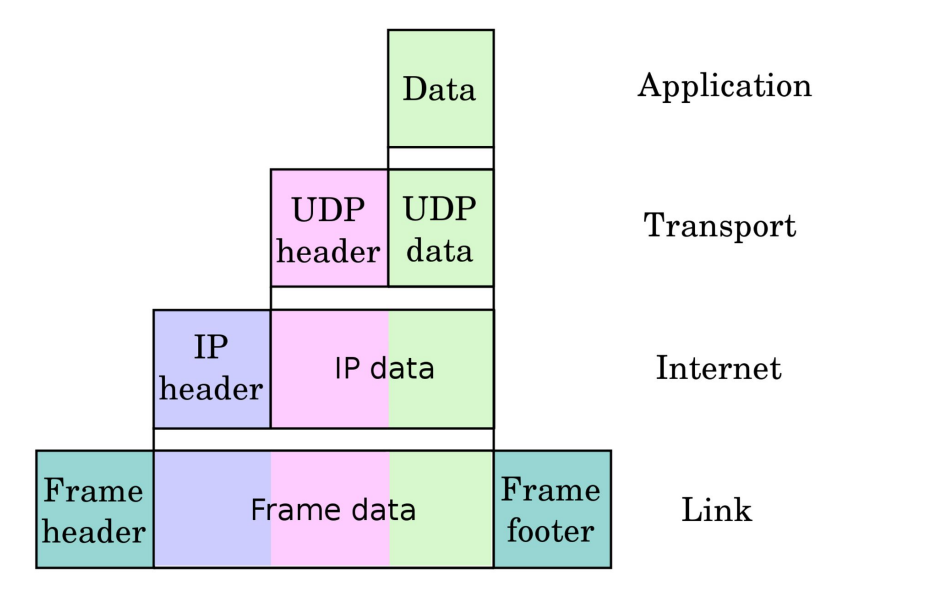 Data
Application
UDP
header
UDP
data
Transport
IP
header
IP data
Internet
Frame
header
Frame data
Frame
footer
Link